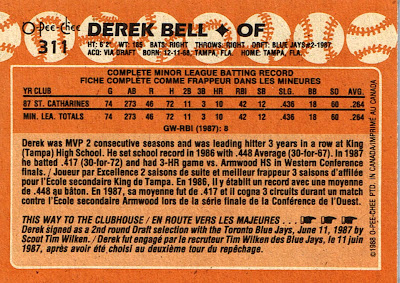 O-Pee-Chee
311
DEREK BELL ★ OF
HT: 6'2" WT: 185 BATS: RIGHT THROWS: RIGHT DRAFT: BLUE JAYS #2-1987
ACQ: VIA DRAFT BORN: 12-11-68, TAMPA, FLA. HOME: TAMPA, FLA.
COMPLETE MINOR LEAGUE BATTING RECORD
FICHE COMPLETE COMME FRAPPEUR DANS LES MINEURES
YR CLUB G AB R H 2B 3B HR RBI SB SLG. BB SO AVG.
87 ST. CATHARINES 74 273 46 72 11 3 10 42 12 .436 18 60 .264
MIN. LEA. TOTALS 74 273 46 72 11 3 10 42 12 .436 18 60 .264
GW-RBI (1987): 8
Derek was MVP 2 consecutive seasons and was leading hitter 3 years in a row at King
(Tampa) High School. He set school record in 1986 with .448 Average (30-for-67). In 1987
he batted .417 (30-for-72) and had 3-HR game vs. Armwood HS in Western Conference
finals. / Joueur par Excellence 2 saisons de suite et meilleur frappeur 3 saisons d'affilée
pour l'École secondaire King de Tampa. En 1986, il y établit un record avec une moyenne
de .448 au bâton. En 1987, sa moyenne fut de .417 et il cogna 3 circuits durant un match
contre l'École secondaire Armwood lors de la série finale de la Conférence de l'Ouest.
THIS WAY TO THE CLUBHOUSE / EN ROUTE VERS LES MAJEURES . . .
Derek signed as a 2nd round Draft selection with the Toronto Blue Jays, June 11, 1987 by
Scout Tim Wilken. / Derek fut engagé par le recruteur Tim Wilken des Blue Jays, le 11 juin
1987, après avoir été choisi au deuxième tour du repêchage.
©1988 O-PEE-CHEE PTD. IN CANADA/IMPRIMÉ AU CANADA